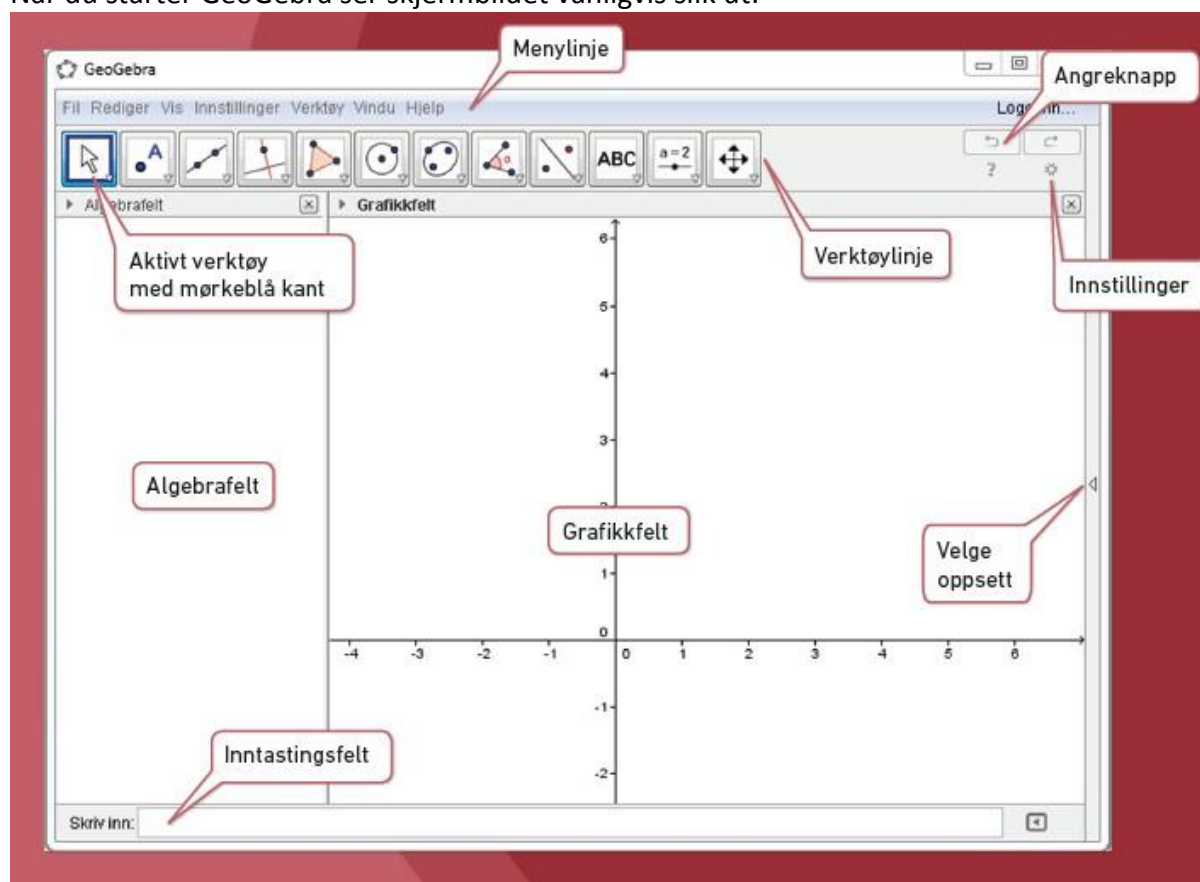 Når du starter GeoGebra ser skjermbildet vanligvis slik ut:
Menylinje
GeoGebra
Angreknapp
Fil Rediger Vis Innstillinger Verktøy Vindu Hjelp
A
ABC
a=2
?
Algebrafelt
Grafikkfelt
Aktivt verktøy
med mørkeblå kant
Verktøylinje
Innstillinger
6
5
4
3
Algebrafelt
Grafikkfelt
Velge
oppsett
1
0
-4 -3 -2 -1 0 1 2 3 4 5 6
-1
Inntastingsfelt
-2
Skriv inn: